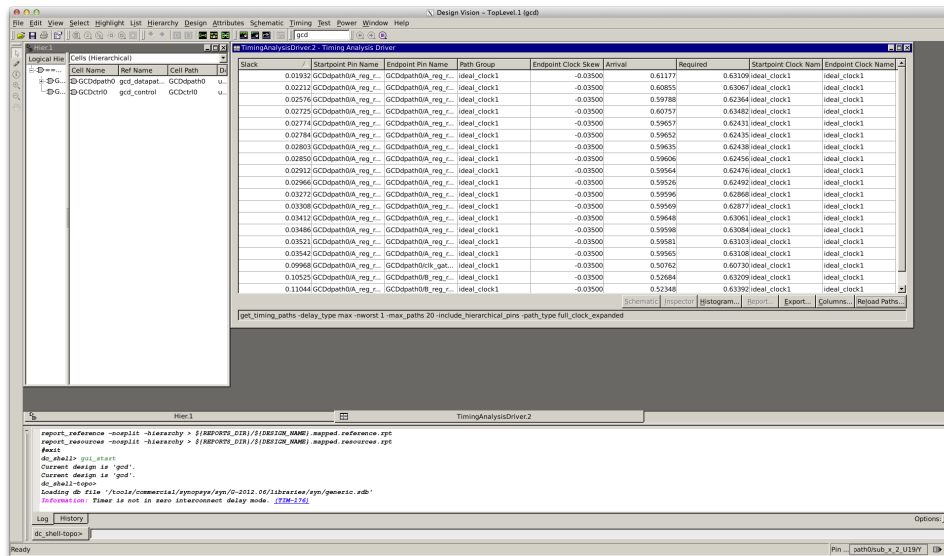 Design Vision - TopLevel.1 (gcd)
File Edit View Select Highlight List Hierarchy Design Attributes Schematic Timing Test Power Window Help
gcd
Hier.1
TimingAnalysisDriver.2 - Timing Analysis Driver
Logical Hie Cells (Hierarchical)
Cell Name Ref Name Cell Path D
G... GCDdpath0 gcd_datapat... GCDdpath0 u...
G... GCDctrl0 gcd_control GCDctrl0 u...
Slack Startpoint Pin Name Endpoint Pin Name Path Group Endpoint Clock Skew Arrival Required Startpoint Clock Nam Endpoint Clock Name
0.01932 GCDdpath0/A_reg_r... GCDdpath0/A_reg_r... ideal_clock1 -0.03500 0.61177 0.63109 ideal_clock1 ideal_clock1
0.02212 GCDdpath0/A_reg_r... GCDdpath0/A_reg_r... ideal_clock1 -0.03500 0.60855 0.63067 ideal_clock1 ideal_clock1
0.02576 GCDdpath0/A_reg_r... GCDdpath0/A_reg_r... ideal_clock1 -0.03500 0.59788 0.62364 ideal_clock1 ideal_clock1
0.02725 GCDdpath0/A_reg_r... GCDdpath0/A_reg_r... ideal_clock1 -0.03500 0.60757 0.63482 ideal_clock1 ideal_clock1
0.02774 GCDdpath0/A_reg_r... GCDdpath0/A_reg_r... ideal_clock1 -0.03500 0.59657 0.62431 ideal_clock1 ideal_clock1
0.02784 GCDdpath0/A_reg_r... GCDdpath0/A_reg_r... ideal_clock1 -0.03500 0.59652 0.62435 ideal_clock1 ideal_clock1
0.02803 GCDdpath0/A_reg_r... GCDdpath0/A_reg_r... ideal_clock1 -0.03500 0.59635 0.62438 ideal_clock1 ideal_clock1
0.02850 GCDdpath0/A_reg_r... GCDdpath0/A_reg_r... ideal_clock1 -0.03500 0.59606 0.62456 ideal_clock1 ideal_clock1
0.02912 GCDdpath0/A_reg_r... GCDdpath0/A_reg_r... ideal_clock1 -0.03500 0.59564 0.62476 ideal_clock1 ideal_clock1
0.02966 GCDdpath0/A_reg_r... GCDdpath0/A_reg_r... ideal_clock1 -0.03500 0.59526 0.62492 ideal_clock1 ideal_clock1
0.03272 GCDdpath0/A_reg_r... GCDdpath0/A_reg_r... ideal_clock1 -0.03500 0.59596 0.62868 ideal_clock1 ideal_clock1
0.03308 GCDdpath0/A_reg_r... GCDdpath0/A_reg_r... ideal_clock1 -0.03500 0.59569 0.62877 ideal_clock1 ideal_clock1
0.03412 GCDdpath0/A_reg_r... GCDdpath0/A_reg_r... ideal_clock1 -0.03500 0.59648 0.63061 ideal_clock1 ideal_clock1
0.03486 GCDdpath0/A_reg_r... GCDdpath0/A_reg_r... ideal_clock1 -0.03500 0.59598 0.63084 ideal_clock1 ideal_clock1
0.03521 GCDdpath0/A_reg_r... GCDdpath0/A_reg_r... ideal_clock1 -0.03500 0.59581 0.63103 ideal_clock1 ideal_clock1
0.03542 GCDdpath0/A_reg_r... GCDdpath0/A_reg_r... ideal_clock1 -0.03500 0.59565 0.63108 ideal_clock1 ideal_clock1
0.09968 GCDdpath0/A_reg_r... GCDdpath0/clk_gat... ideal_clock1 -0.03500 0.50762 0.60730 ideal_clock1 ideal_clock1
0.10525 GCDdpath0/A_reg_r... GCDdpath0/B_reg_r... ideal_clock1 -0.03500 0.52684 0.63209 ideal_clock1 ideal_clock1
0.11044 GCDdpath0/A_reg_r... GCDdpath0/B_reg_r... ideal_clock1 -0.03500 0.52348 0.63392 ideal_clock1 ideal_clock1
Schematic Inspector Histogram... Report... Export... Columns... Reload Paths...
get_timing_paths -delay_type max -nworst 1 -max_paths 20 -include_hierarchical_pins -path_type full_clock_expanded
Hier.1 TimingAnalysisDriver.2
report_reference -nosplit -hierarchy > ${REPORTS_DIR}/${DESIGN_NAME}.mapped.reference.rpt
report_resources -nosplit -hierarchy > ${REPORTS_DIR}/${DESIGN_NAME}.mapped.resources.rpt
#exit
dc_shell> gui_start
Current design is 'gcd'.
Current design is 'gcd'.
dc_shell-topo>
Loading db file '/tools/commercial/synopsys/syn/G-2012.06/libraries/syn/generic.sdb'
Information: Timer is not in zero interconnect delay mode. (TIM-176)
Log History
Options:
dc_shell-topo>
Ready
Pin ... path0/sub_x_2_U19/Y